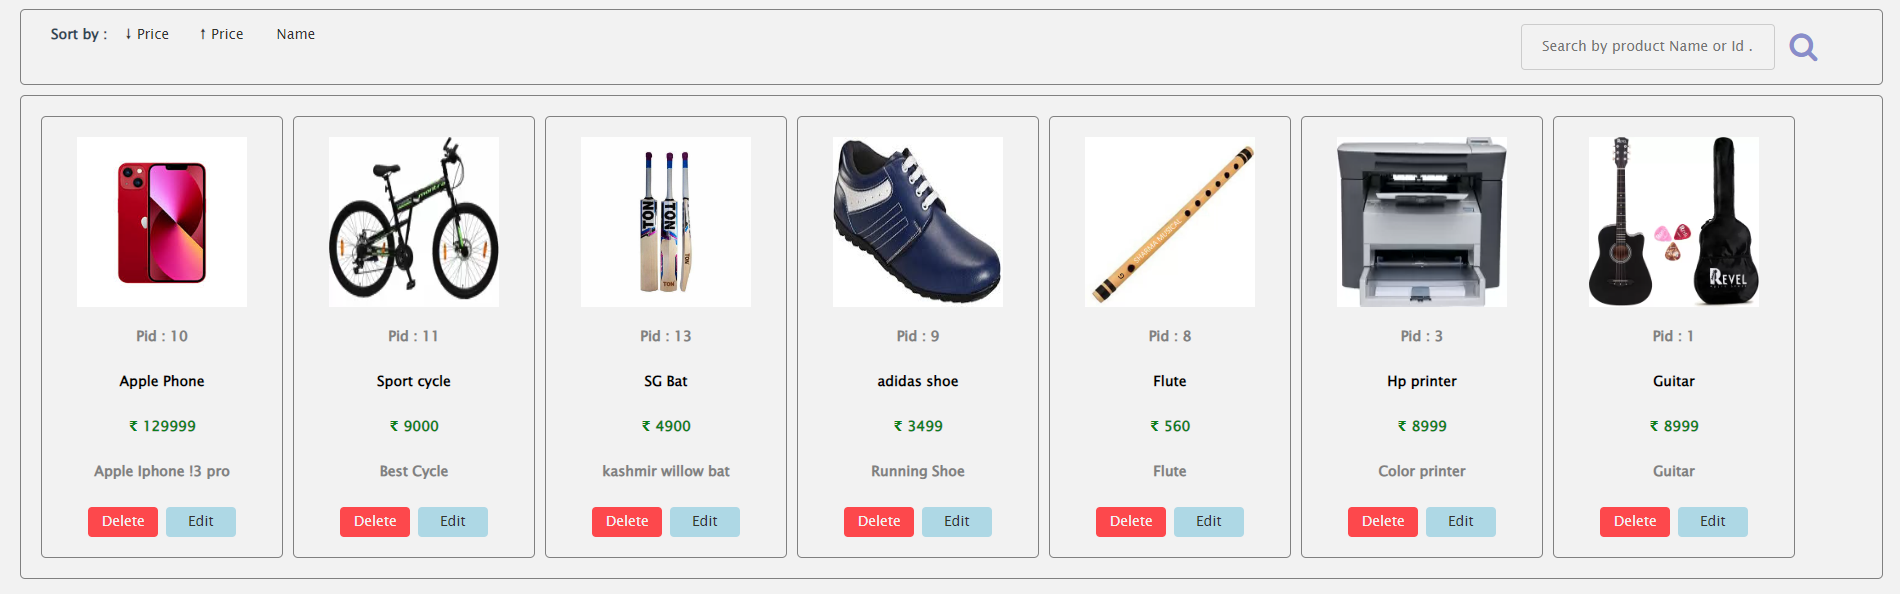 Sort by : ↓ Price ↑ Price Name
Search by product Name or Id .
TON
TON
TON
TON
SHARMA MUSICAL
G
REVEL
Pid : 10
Apple Phone
₹ 129999
Apple Iphone !3 pro
Delete Edit
Pid : 11
Sport cycle
₹ 9000
Best Cycle
Delete Edit
Pid : 13
SG Bat
₹ 4900
kashmir willow bat
Delete Edit
Pid : 9
adidas shoe
₹ 3499
Running Shoe
Delete Edit
Pid : 8
Flute
₹ 560
Flute
Delete Edit
Pid : 3
Hp printer
₹ 8999
Color printer
Delete Edit
Pid : 1
Guitar
₹ 8999
Guitar
Delete Edit